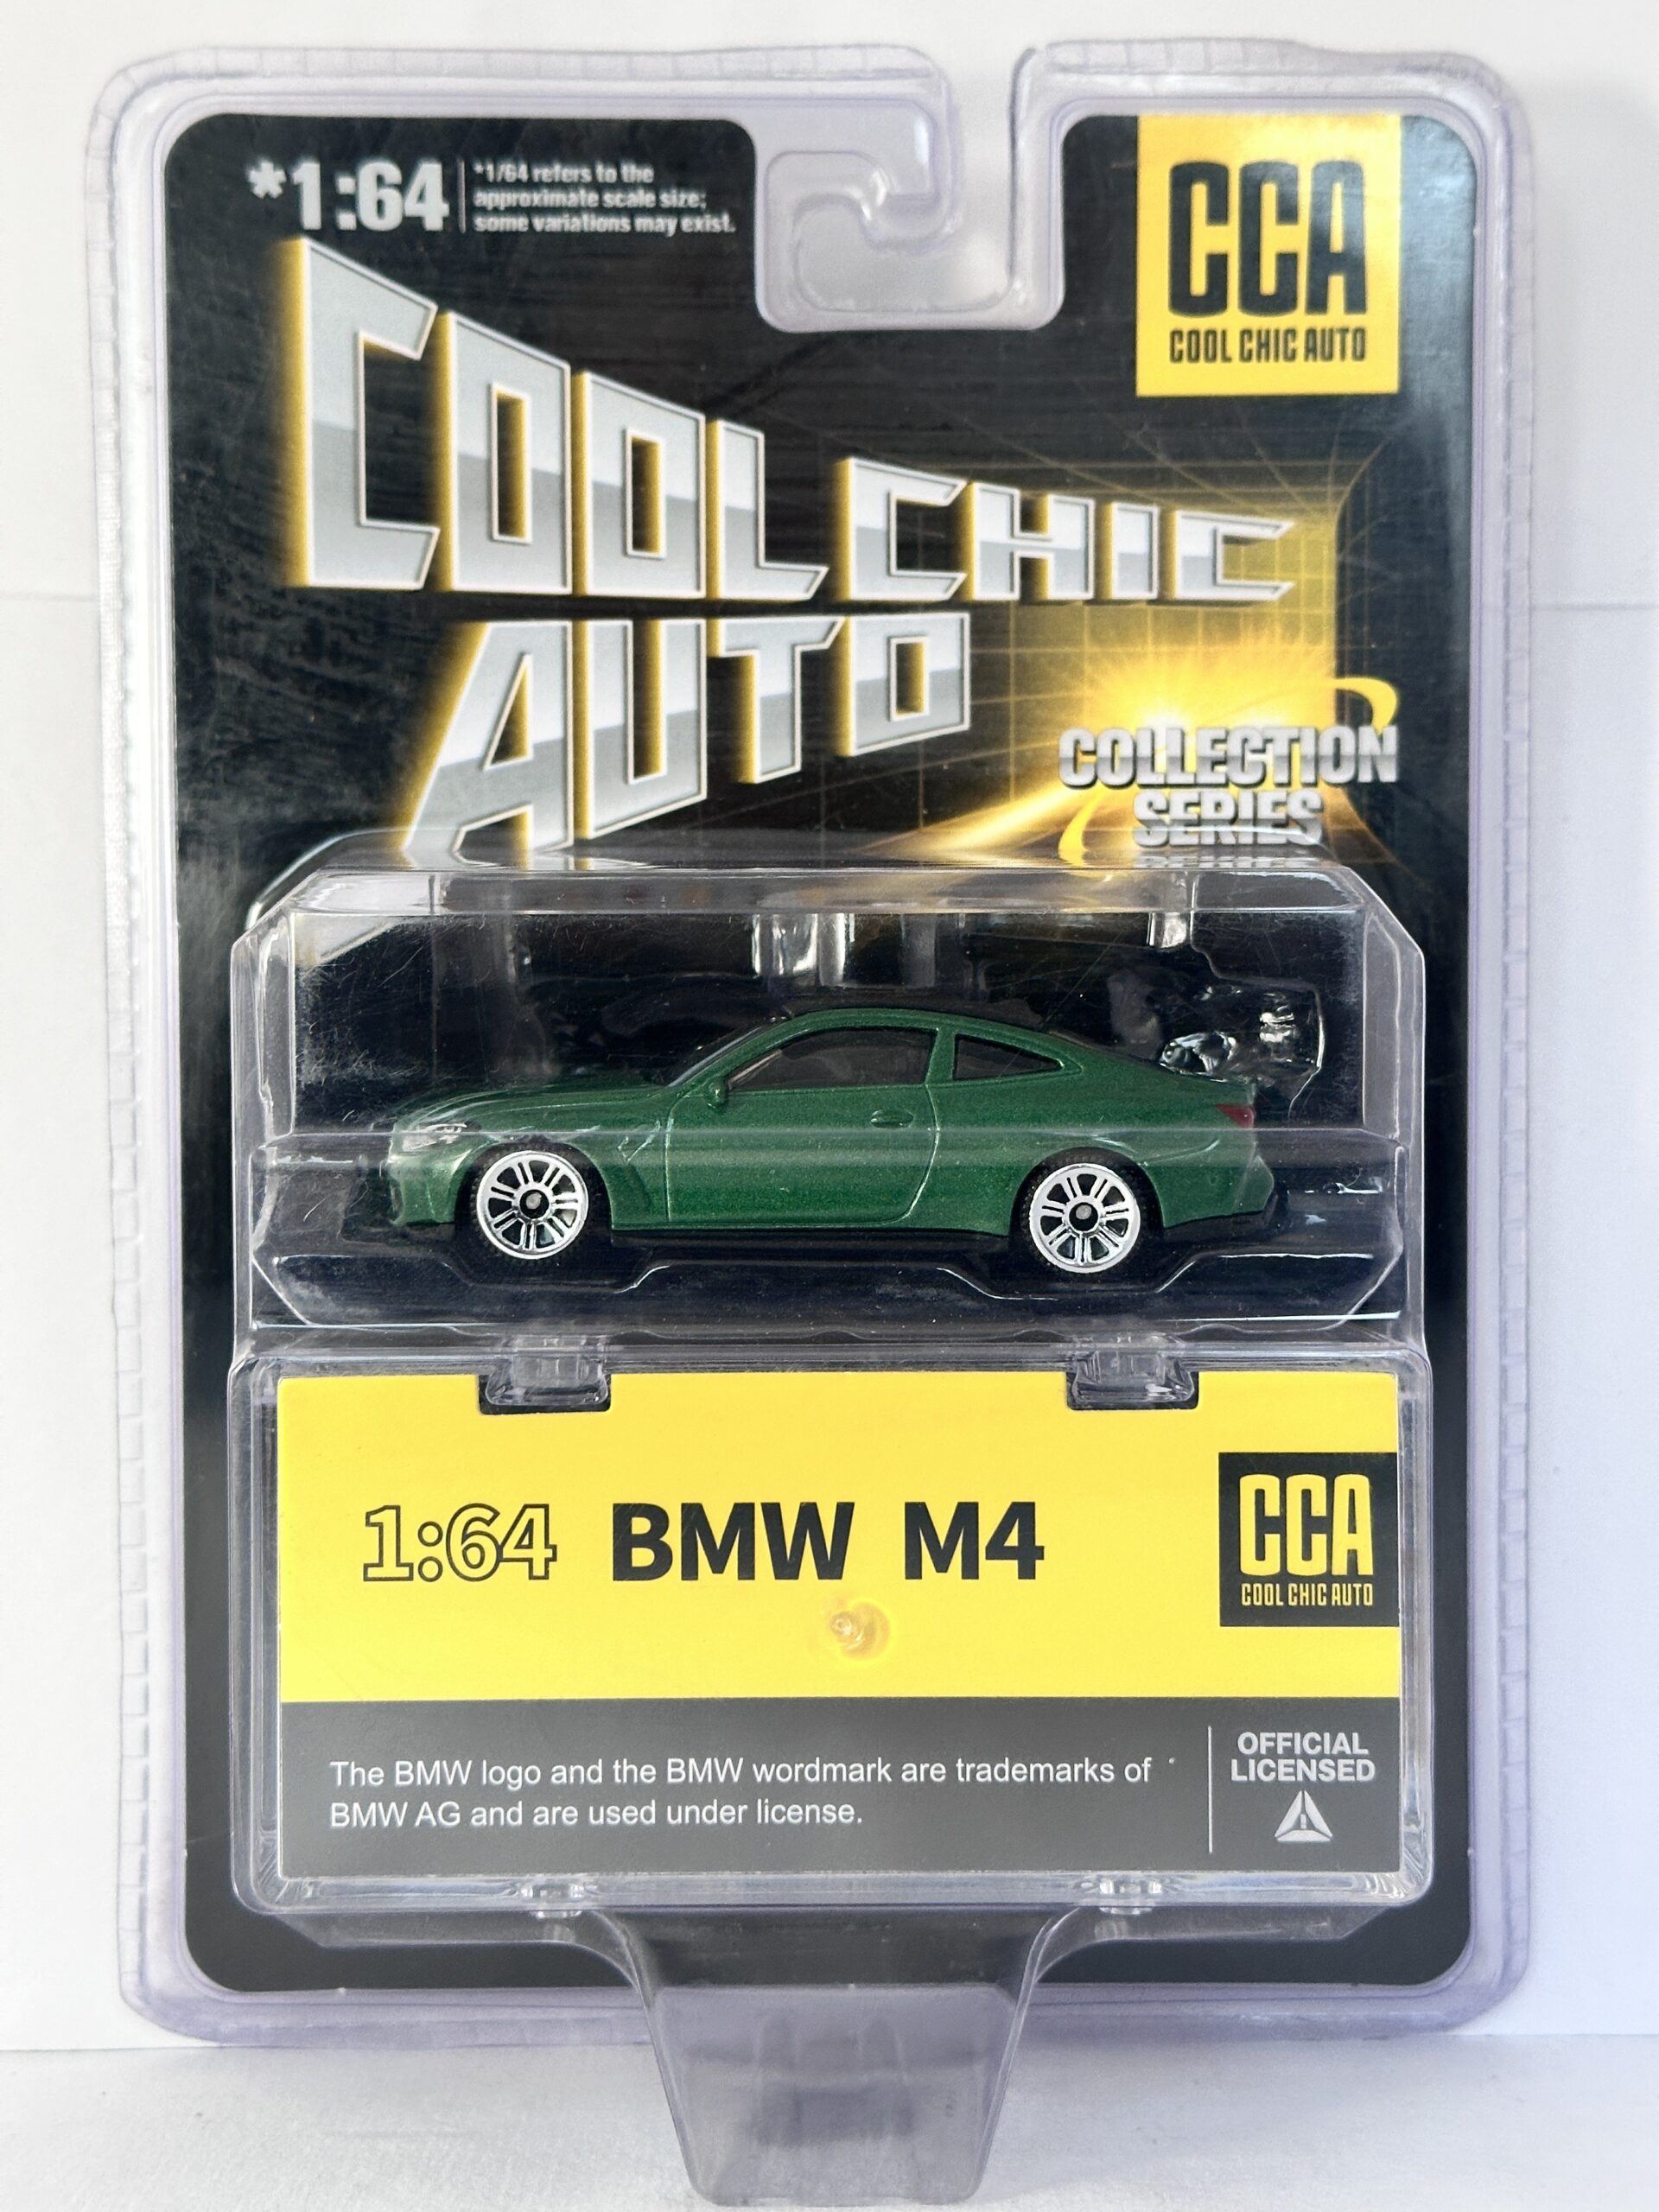 *1:64
*1/64 refers to the
approximate scale size;
some variations may exist.
CCA
COOL CHIC AUTO
COOL CHIC
AUTO
COLLECTION
SERIES
1:64 BMW M4
CCA
COOL CHIC AUTO
The BMW logo and the BMW wordmark are trademarks of
BMW AG and are used under license.
OFFICIAL
LICENSED